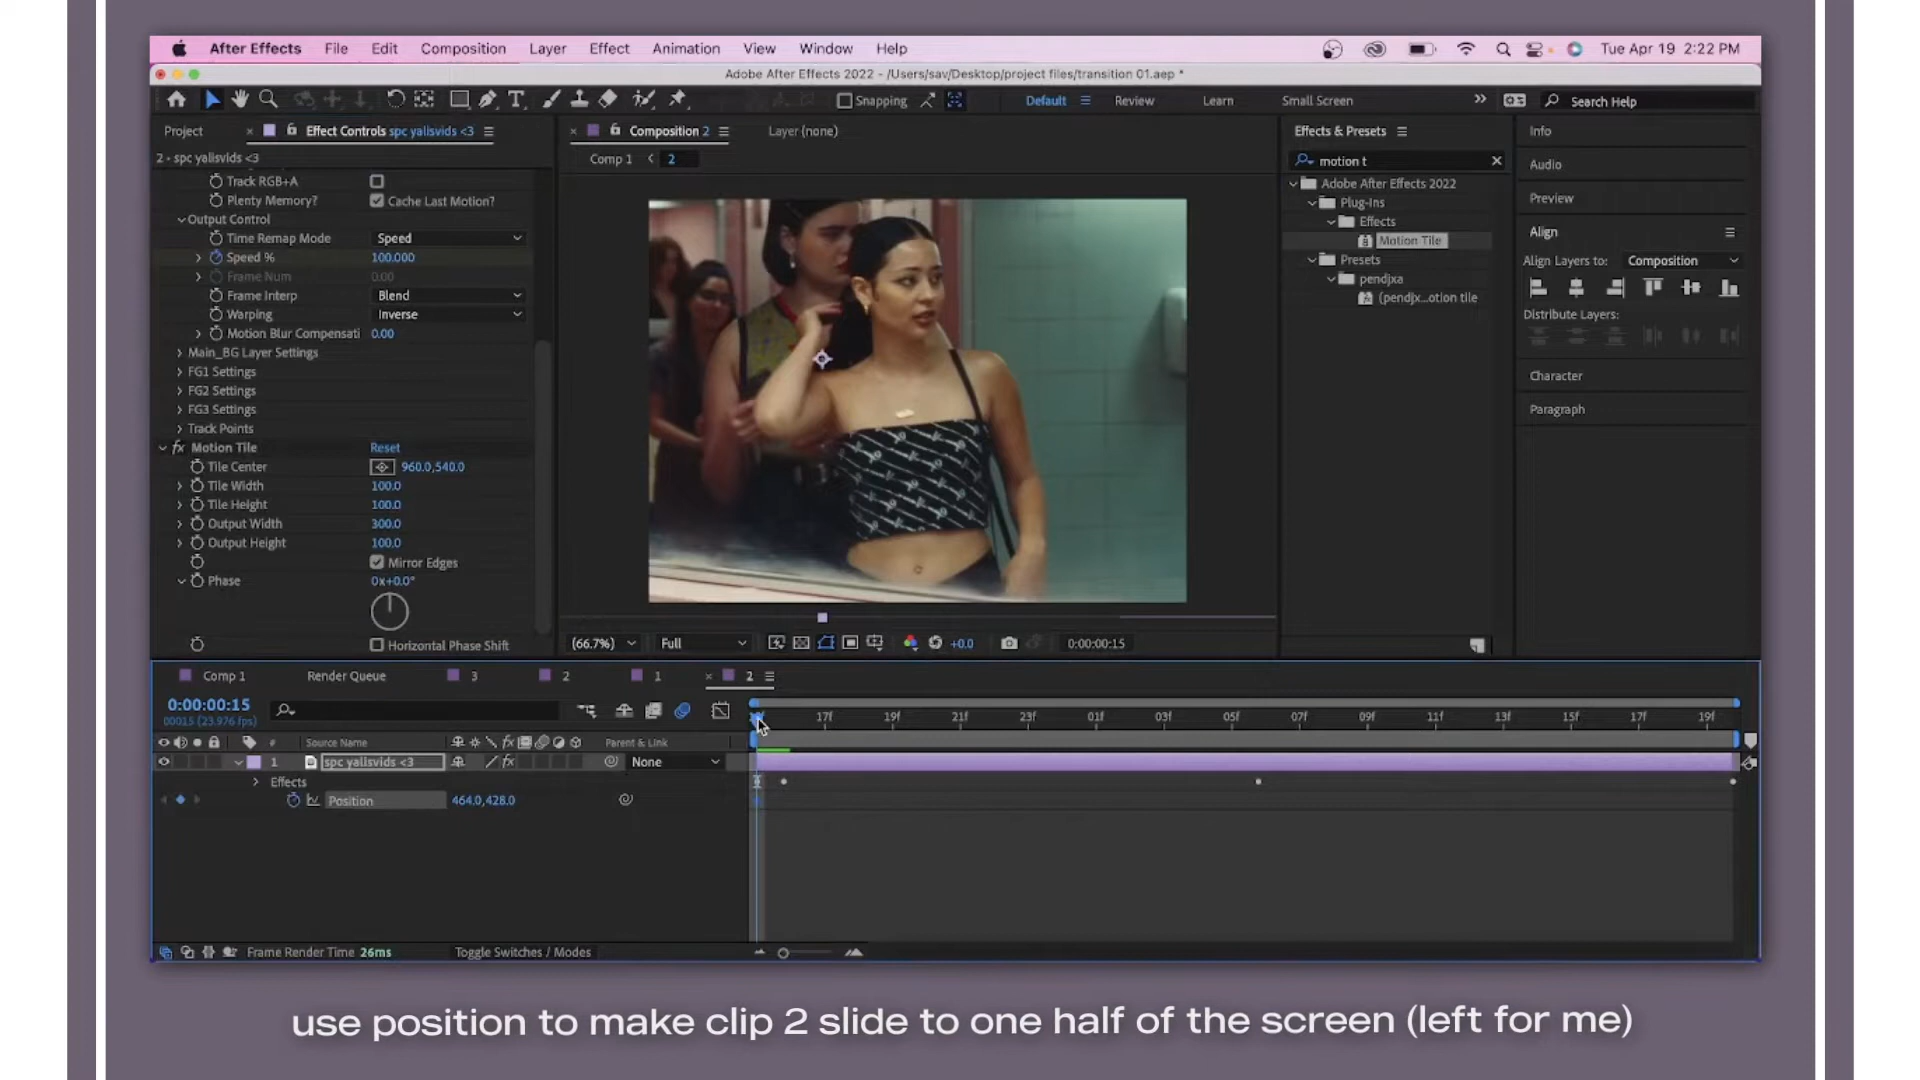 After Effects File Edit Composition Layer Effect Animation View Window Help Tue Apr 19 2:22 PM
Adobe After Effects 2022 - /Users/sav/Desktop/project files/transition 01.aep *
Snapping Default Review Learn Small Screen Search Help
Project Effect Controls spc yalisvids <3
2 • spc yalisvids <3
Track RGB+A
Plenty Memory? Cache Last Motion?
Output Control
Time Remap Mode Speed
Speed % 100.000
Frame Num 0.00
Frame Interp Blend
Warping Inverse
Motion Blur Compensati 0.00
Main_BG Layer Settings
FG1 Settings
FG2 Settings
FG3 Settings
Track Points
fx Motion Tile Reset
Tile Center 960.0,540.0
Tile Width 100.0
Tile Height 100.0
Output Width 300.0
Output Height 100.0
Mirror Edges
Phase 0x+0.0°
Horizontal Phase Shift
Composition 2 Layer (none)
Comp 1 2
(66.7%) Full +0.0 0:00:00:15
Effects & Presets
motion t
Adobe After Effects 2022
Plug-Ins
Effects
Motion Tile
Presets
pendjxa
(pendjx...otion tile
Info
Audio
Preview
Align
Align Layers to: Composition
Distribute Layers:
Character
Paragraph
Comp 1 Render Queue 3 2 1 2
0:00:00:15
00015 (23.976 fps)
17f 19f 21f 23f 01f 03f 05f 07f 09f 11f 13f 15f 17f 19f
# Source Name fx Parent & Link
1 spc yalisvids <3 fx None
Effects
Position 464.0,428.0
Frame Render Time 26ms Toggle Switches / Modes
use position to make clip 2 slide to one half of the screen (left for me)